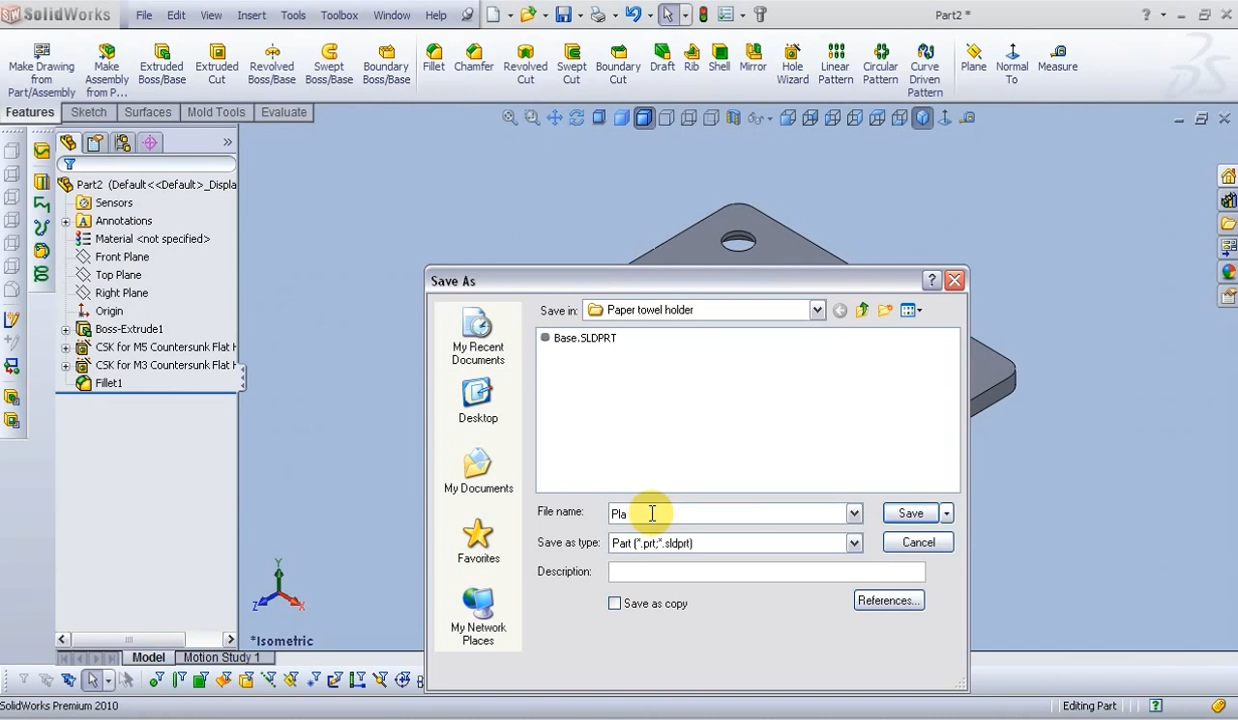 SolidWorks File Edit View Insert Tools Toolbox Window Help Part2 *
Make Drawing from Part/Assembly
Make Assembly from P...
Extruded Boss/Base
Extruded Cut
Revolved Boss/Base
Swept Boss/Base
Boundary Boss/Base
Fillet
Chamfer
Revolved Cut
Swept Cut
Boundary Cut
Draft
Rib
Shell
Mirror
Hole Wizard
Linear Pattern
Circular Pattern
Curve Driven Pattern
Plane
Normal To
Measure
Features Sketch Surfaces Mold Tools Evaluate
Part2 (Default<<Default>_Displa
Sensors
Annotations
Material <not specified>
Front Plane
Top Plane
Right Plane
Origin
Boss-Extrude1
CSK for M5 Countersunk Flat H
CSK for M3 Countersunk Flat H
Fillet1
Save As
Save in: Paper towel holder
My Recent Documents
Desktop
My Documents
Favorites
My Network Places
Base.SLDPRT
File name: Pla Save
Save as type: Part (*.prt;*.sldprt) Cancel
Description:
Save as copy References...
Y
Z X
*Isometric
Model Motion Study 1
SolidWorks Premium 2010 Editing Part